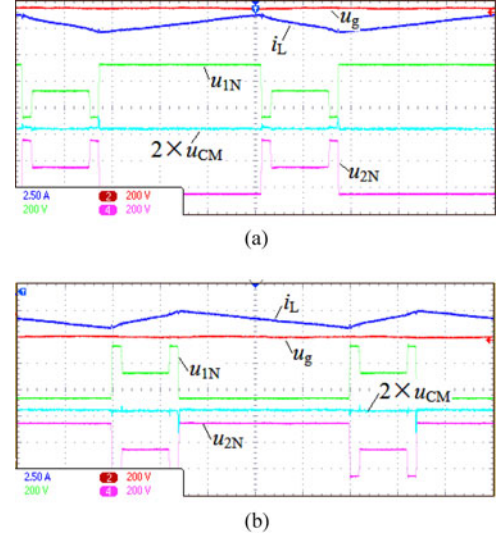 u_g
i_L
u_1N
2 × u_CM
u_2N
2.50 A 2 200 V
200 V 4 200 V
(a)
i_L
u_g
u_1N
2 × u_CM
u_2N
2.50 A 2 200 V
200 V 4 200 V
(b)